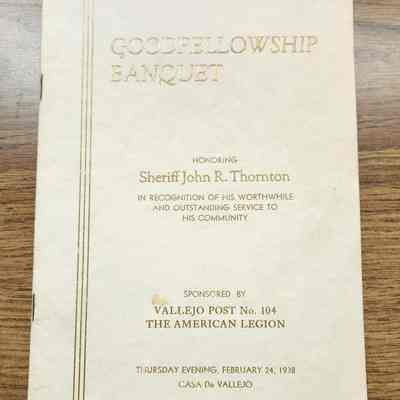 GOODFELLOWSHIP
BANQUET
HONORING
Sheriff John R. Thornton
IN RECOGNITION OF HIS WORTHWHILE
AND OUTSTANDING SERVICE TO
HIS COMMUNITY
SPONSORED BY
VALLEJO POST No. 104
THE AMERICAN LEGION
THURSDAY EVENING, FEBRUARY 24, 1938
CASA De VALLEJO